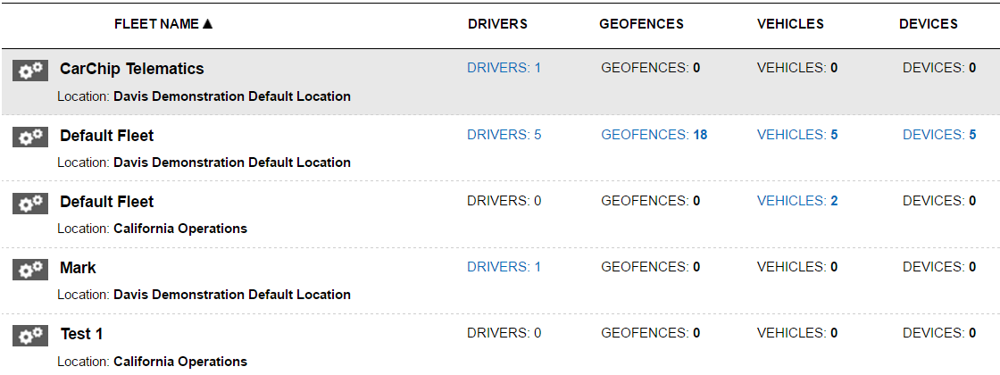 FLEET NAME▲ DRIVERS GEOFENCES VEHICLES DEVICES
CarChip Telematics DRIVERS: 1 GEOFENCES: 0 VEHICLES: 0 DEVICES: 0
Location: Davis Demonstration Default Location
Default Fleet DRIVERS: 5 GEOFENCES: 18 VEHICLES: 5 DEVICES: 5
Location: Davis Demonstration Default Location
Default Fleet DRIVERS: 0 GEOFENCES: 0 VEHICLES: 2 DEVICES: 0
Location: California Operations
Mark DRIVERS: 1 GEOFENCES: 0 VEHICLES: 0 DEVICES: 0
Location: Davis Demonstration Default Location
Test 1 DRIVERS: 0 GEOFENCES: 0 VEHICLES: 0 DEVICES: 0
Location: California Operations